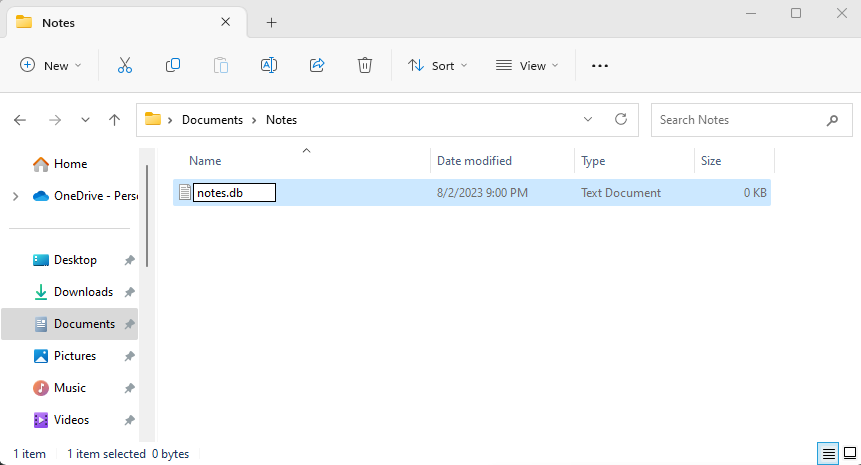 Notes
New
Sort
View
Documents
Notes
Search Notes
Name
Date modified
Type
Size
Home
notes.db
8/2/2023 9:00 PM
Text Document
0 KB
OneDrive - Perso
Desktop
Downloads
Documents
Pictures
Music
Videos
1 item
1 item selected 0 bytes